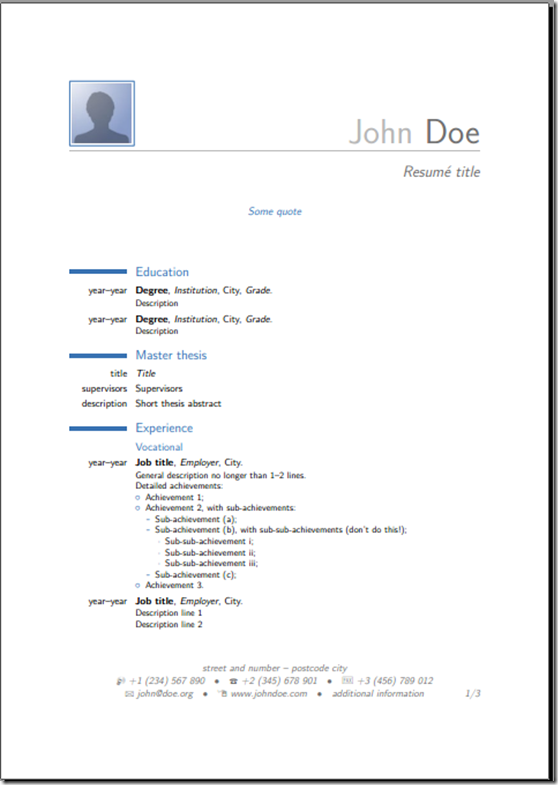 John Doe
Resumé title
Some quote
Education
year–year Degree, Institution, City, Grade.
Description
year–year Degree, Institution, City, Grade.
Description
Master thesis
title Title
supervisors Supervisors
description Short thesis abstract
Experience
Vocational
year–year Job title, Employer, City.
General description no longer than 1–2 lines.
Detailed achievements:
○ Achievement 1;
○ Achievement 2, with sub-achievements:
- Sub-achievement (a);
- Sub-achievement (b), with sub-sub-achievements (don't do this!);
· Sub-sub-achievement i;
· Sub-sub-achievement ii;
· Sub-sub-achievement iii;
- Sub-achievement (c);
○ Achievement 3.
year–year Job title, Employer, City.
Description line 1
Description line 2
street and number – postcode city
+1 (234) 567 890 • ☎ +2 (345) 678 901 • +3 (456) 789 012
✉ john@doe.org • www.johndoe.com • additional information 1/3